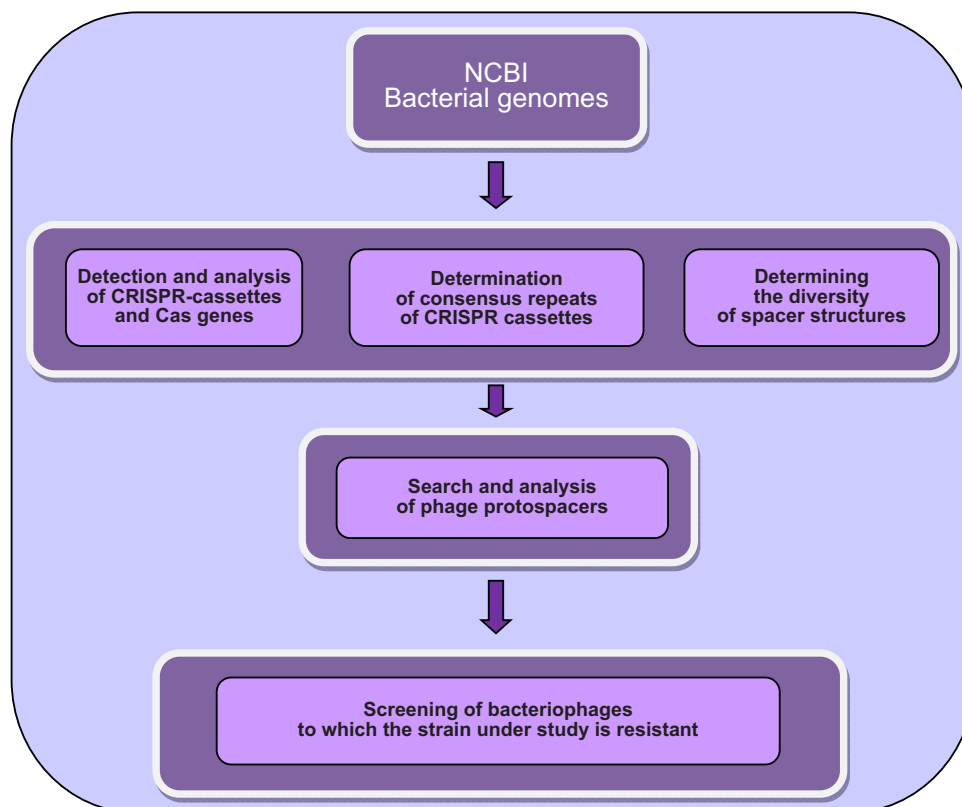 NCBI
Bacterial genomes
Detection and analysis
of CRISPR-cassettes
and Cas genes
Determination
of consensus repeats
of CRISPR cassettes
Determining
the diversity
of spacer structures
Search and analysis
of phage protospacers
Screening of bacteriophages
to which the strain under study is resistant